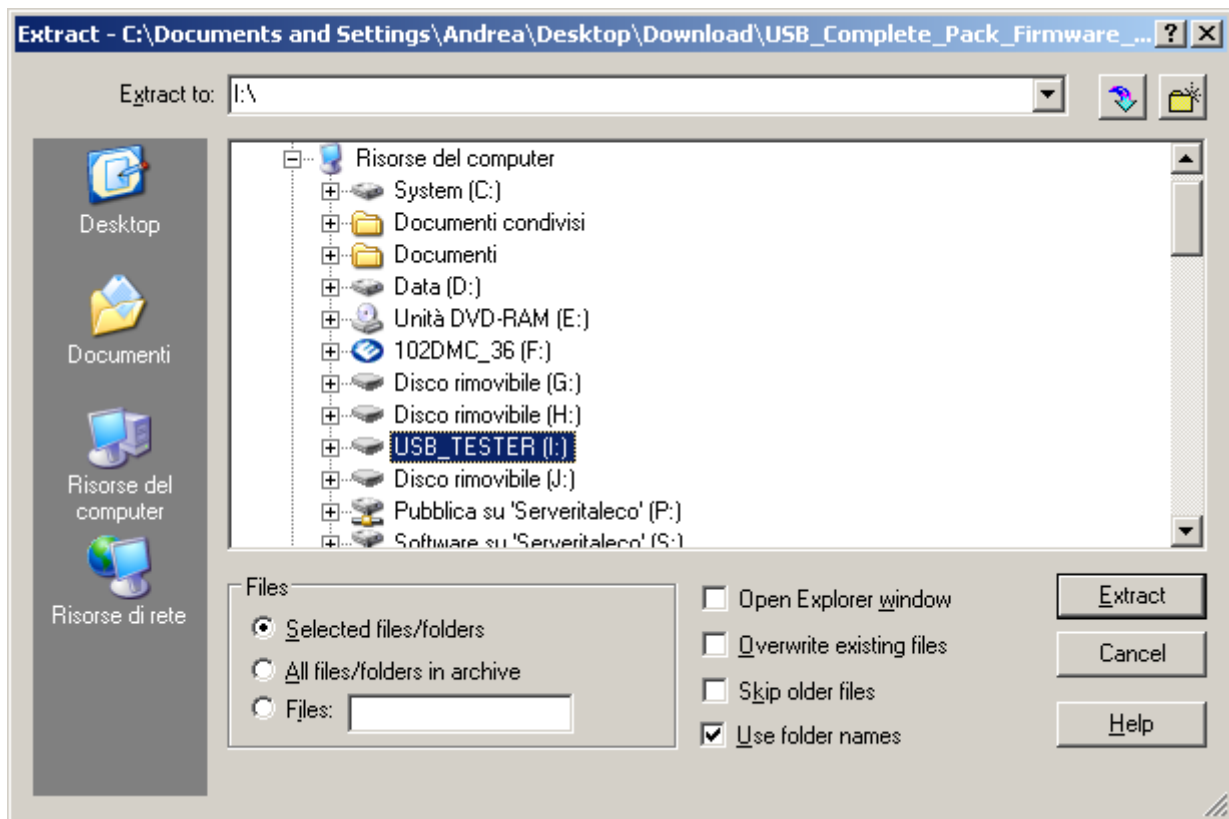 Extract - C:\Documents and Settings\Andrea\Desktop\Download\USB_Complete_Pack_Firmware_...
Extract to: I:\
Desktop
Documenti
Risorse del
computer
Risorse di rete
Risorse del computer
System (C:)
Documenti condivisi
Documenti
Data (D:)
Unità DVD-RAM (E:)
102DMC_36 (F:)
Disco rimovibile (G:)
Disco rimovibile (H:)
USB_TESTER (I:)
Disco rimovibile (J:)
Pubblica su 'Serveritaleco' (P:)
Software su 'Serveritaleco' (S:)
Files
Selected files/folders
All files/folders in archive
Files:
Open Explorer window
Overwrite existing files
Skip older files
Use folder names
Extract
Cancel
Help